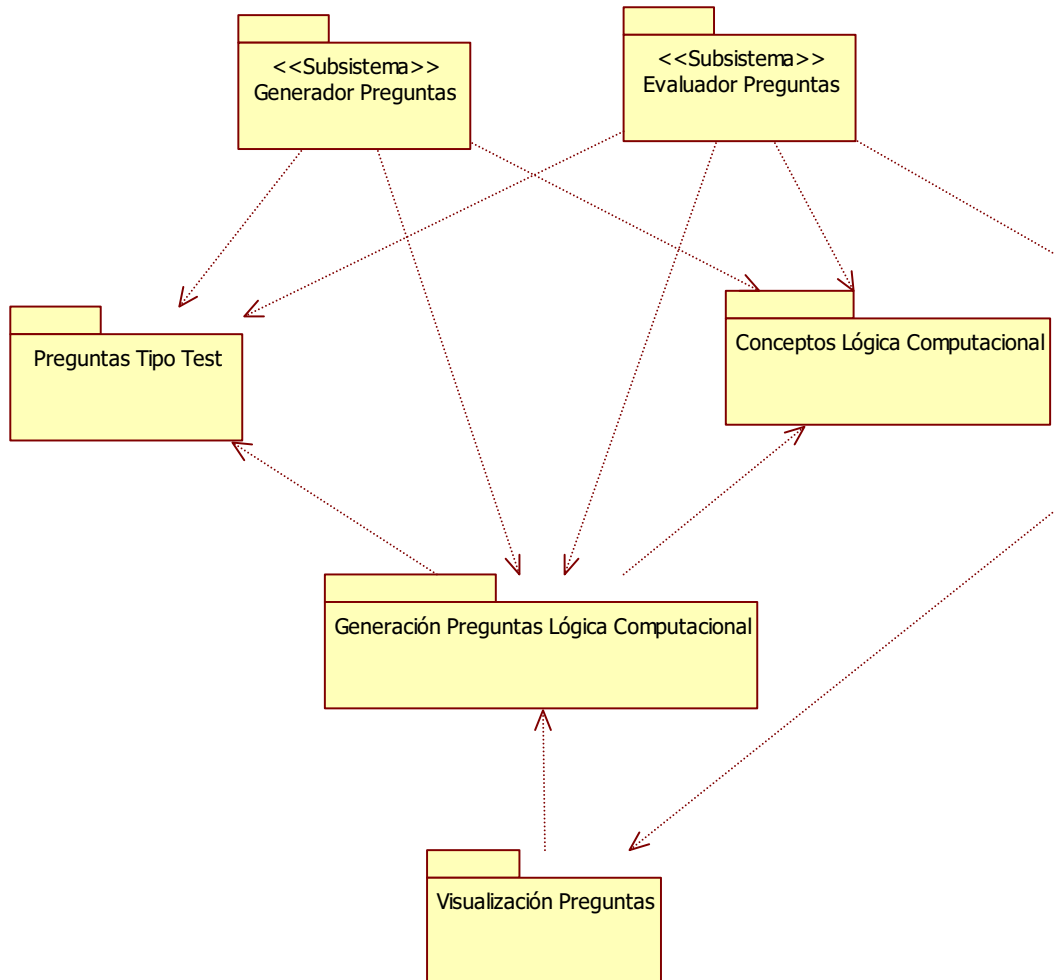 <<Subsistema>>
Generador Preguntas
<<Subsistema>>
Evaluador Preguntas
Preguntas Tipo Test
Conceptos Lógica Computacional
Generación Preguntas Lógica Computacional
Visualización Preguntas